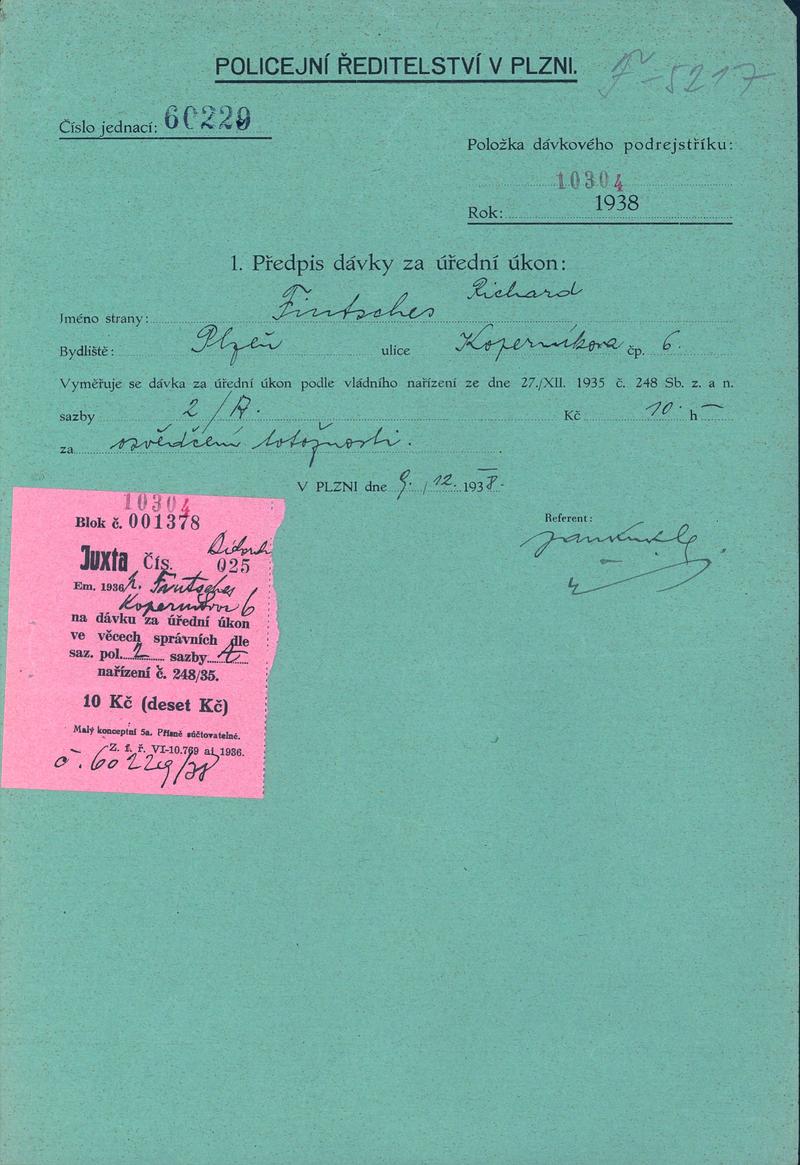 POLICEJNÍ ŘEDITELSTVÍ V PLZNI.
F-5217
Číslo jednací: 60229
Položka dávkového podrejstříku:
10304
Rok: 1938
1. Předpis dávky za úřední úkon:
Jméno strany: Fintsches Richard
Bydliště: Plzeň ulice Koperníkova čp. 6.
Vyměřuje se dávka za úřední úkon podle vládního nařízení ze dne 27./XII. 1935 č. 248 Sb. z. a n.
sazby 2/A. Kč 10 h —
za osvědčení totožnosti.
V PLZNI dne 9./12. 1938.
Referent:
10304
Blok č. 001378
Juxta Čís. 025
Em. 1936 Fintsches
Koperníkova 6
na dávku za úřední úkon
ve věcech správních dle
saz. pol. 2 sazby A
nařízení č. 248/35.
10 Kč (deset Kč)
Malý konceptní 5a. Přísně súčtovatelné.
Z. f. ř. VI-10.769 ai 1936.
č. 60229/38